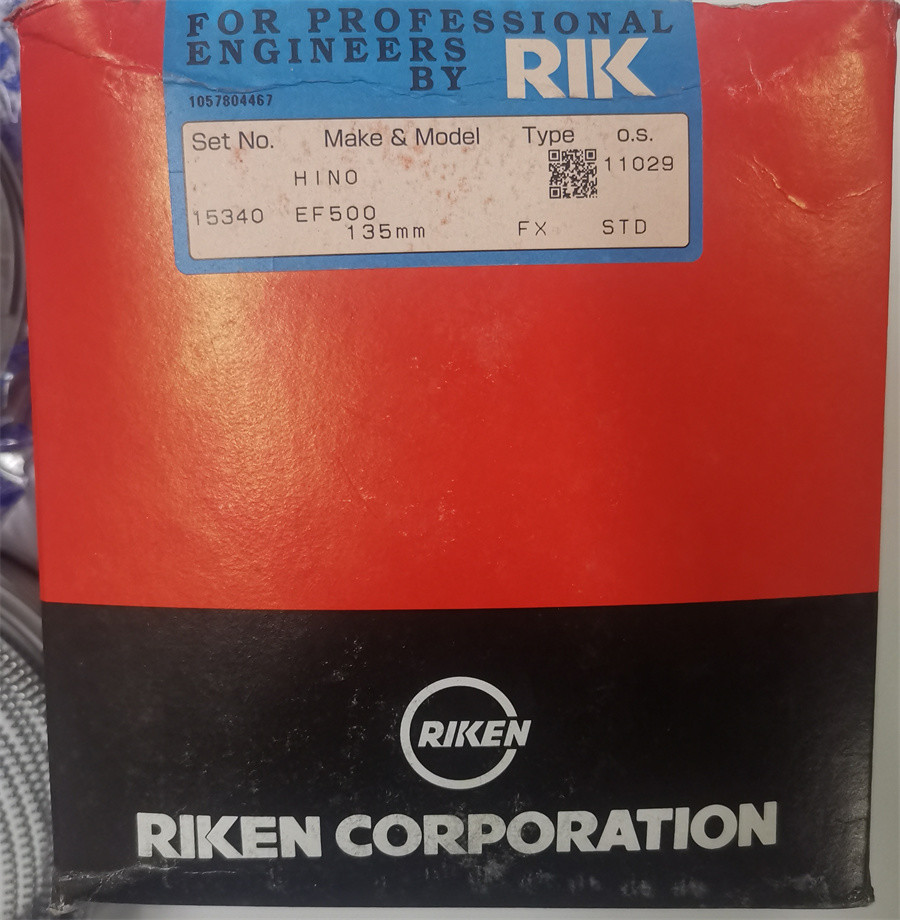 FOR PROFESSIONAL
ENGINEERS
BY RIK
1057804467
Set No. Make & Model Type o.s.
HINO 11029
15340 EF500
135mm FX STD
RIKEN
RIKEN CORPORATION